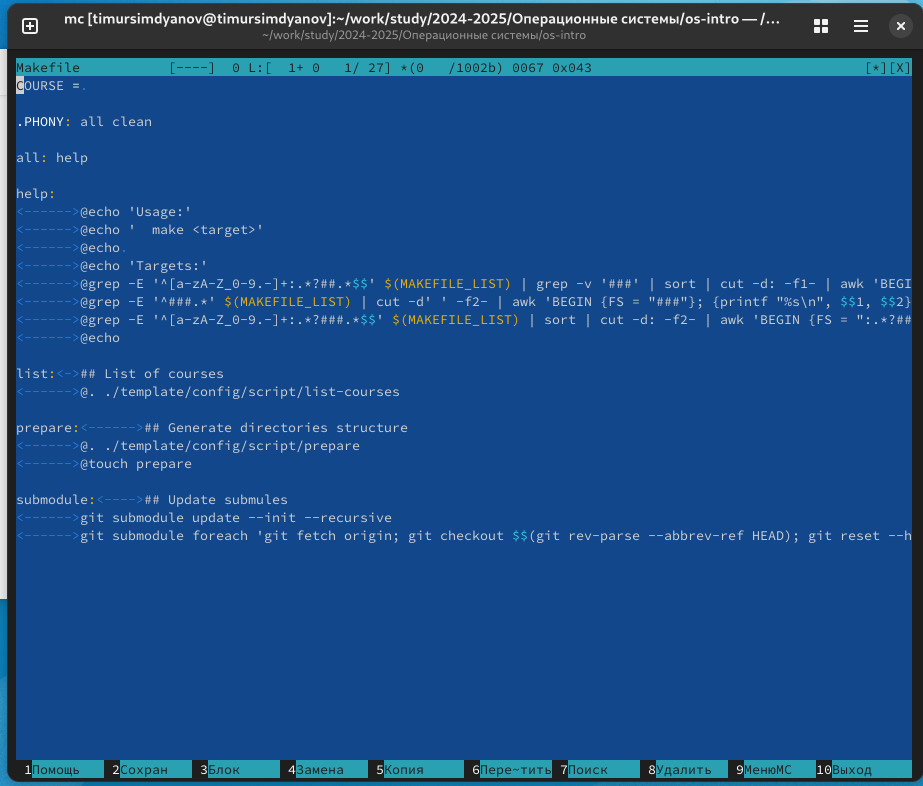 mc [timursimdyanov@timursimdyanov]:~/work/study/2024-2025/Операционные системы/os-intro — /...
~/work/study/2024-2025/Операционные системы/os-intro
Makefile [----] 0 L:[ 1+ 0 1/ 27] *(0 /1002b) 0067 0x043 [*][X]
COURSE =.
.PHONY: all clean
all: help
help:
<------>@echo 'Usage:'
<------>@echo '  make <target>'
<------>@echo.
<------>@echo 'Targets:'
<------>@grep -E '^[a-zA-Z_0-9.-]+:.*?##.*$$' $(MAKEFILE_LIST) | grep -v '###' | sort | cut -d: -f1- | awk 'BEGI
<------>@grep -E '^###.*' $(MAKEFILE_LIST) | cut -d' ' -f2- | awk 'BEGIN {FS = "###"}; {printf "%s\n", $$1, $$2}
<------>@grep -E '^[a-zA-Z_0-9.-]+:.*?###.*$$' $(MAKEFILE_LIST) | sort | cut -d: -f2- | awk 'BEGIN {FS = ":.*?##
<------>@echo
list:<->## List of courses
<------>@. ./template/config/script/list-courses
prepare:<------>## Generate directories structure
<------>@. ./template/config/script/prepare
<------>@touch prepare
submodule:<---->## Update submules
<------>git submodule update --init --recursive
<------>git submodule foreach 'git fetch origin; git checkout $$(git rev-parse --abbrev-ref HEAD); git reset --h
1Помощь 2Сохран 3Блок 4Замена 5Копия 6Пере~тить 7Поиск 8Удалить 9МенюMC 10Выход